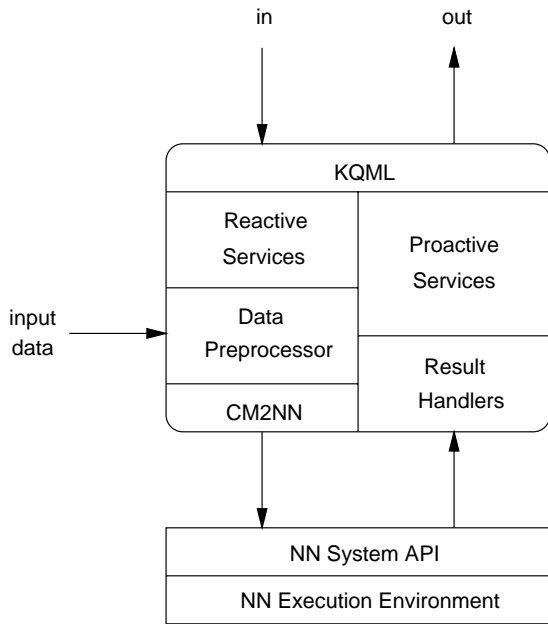 in
out
KQML
Reactive
Services
Proactive
Services
input
data
Data
Preprocessor
Result
Handlers
CM2NN
NN System API
NN Execution Environment